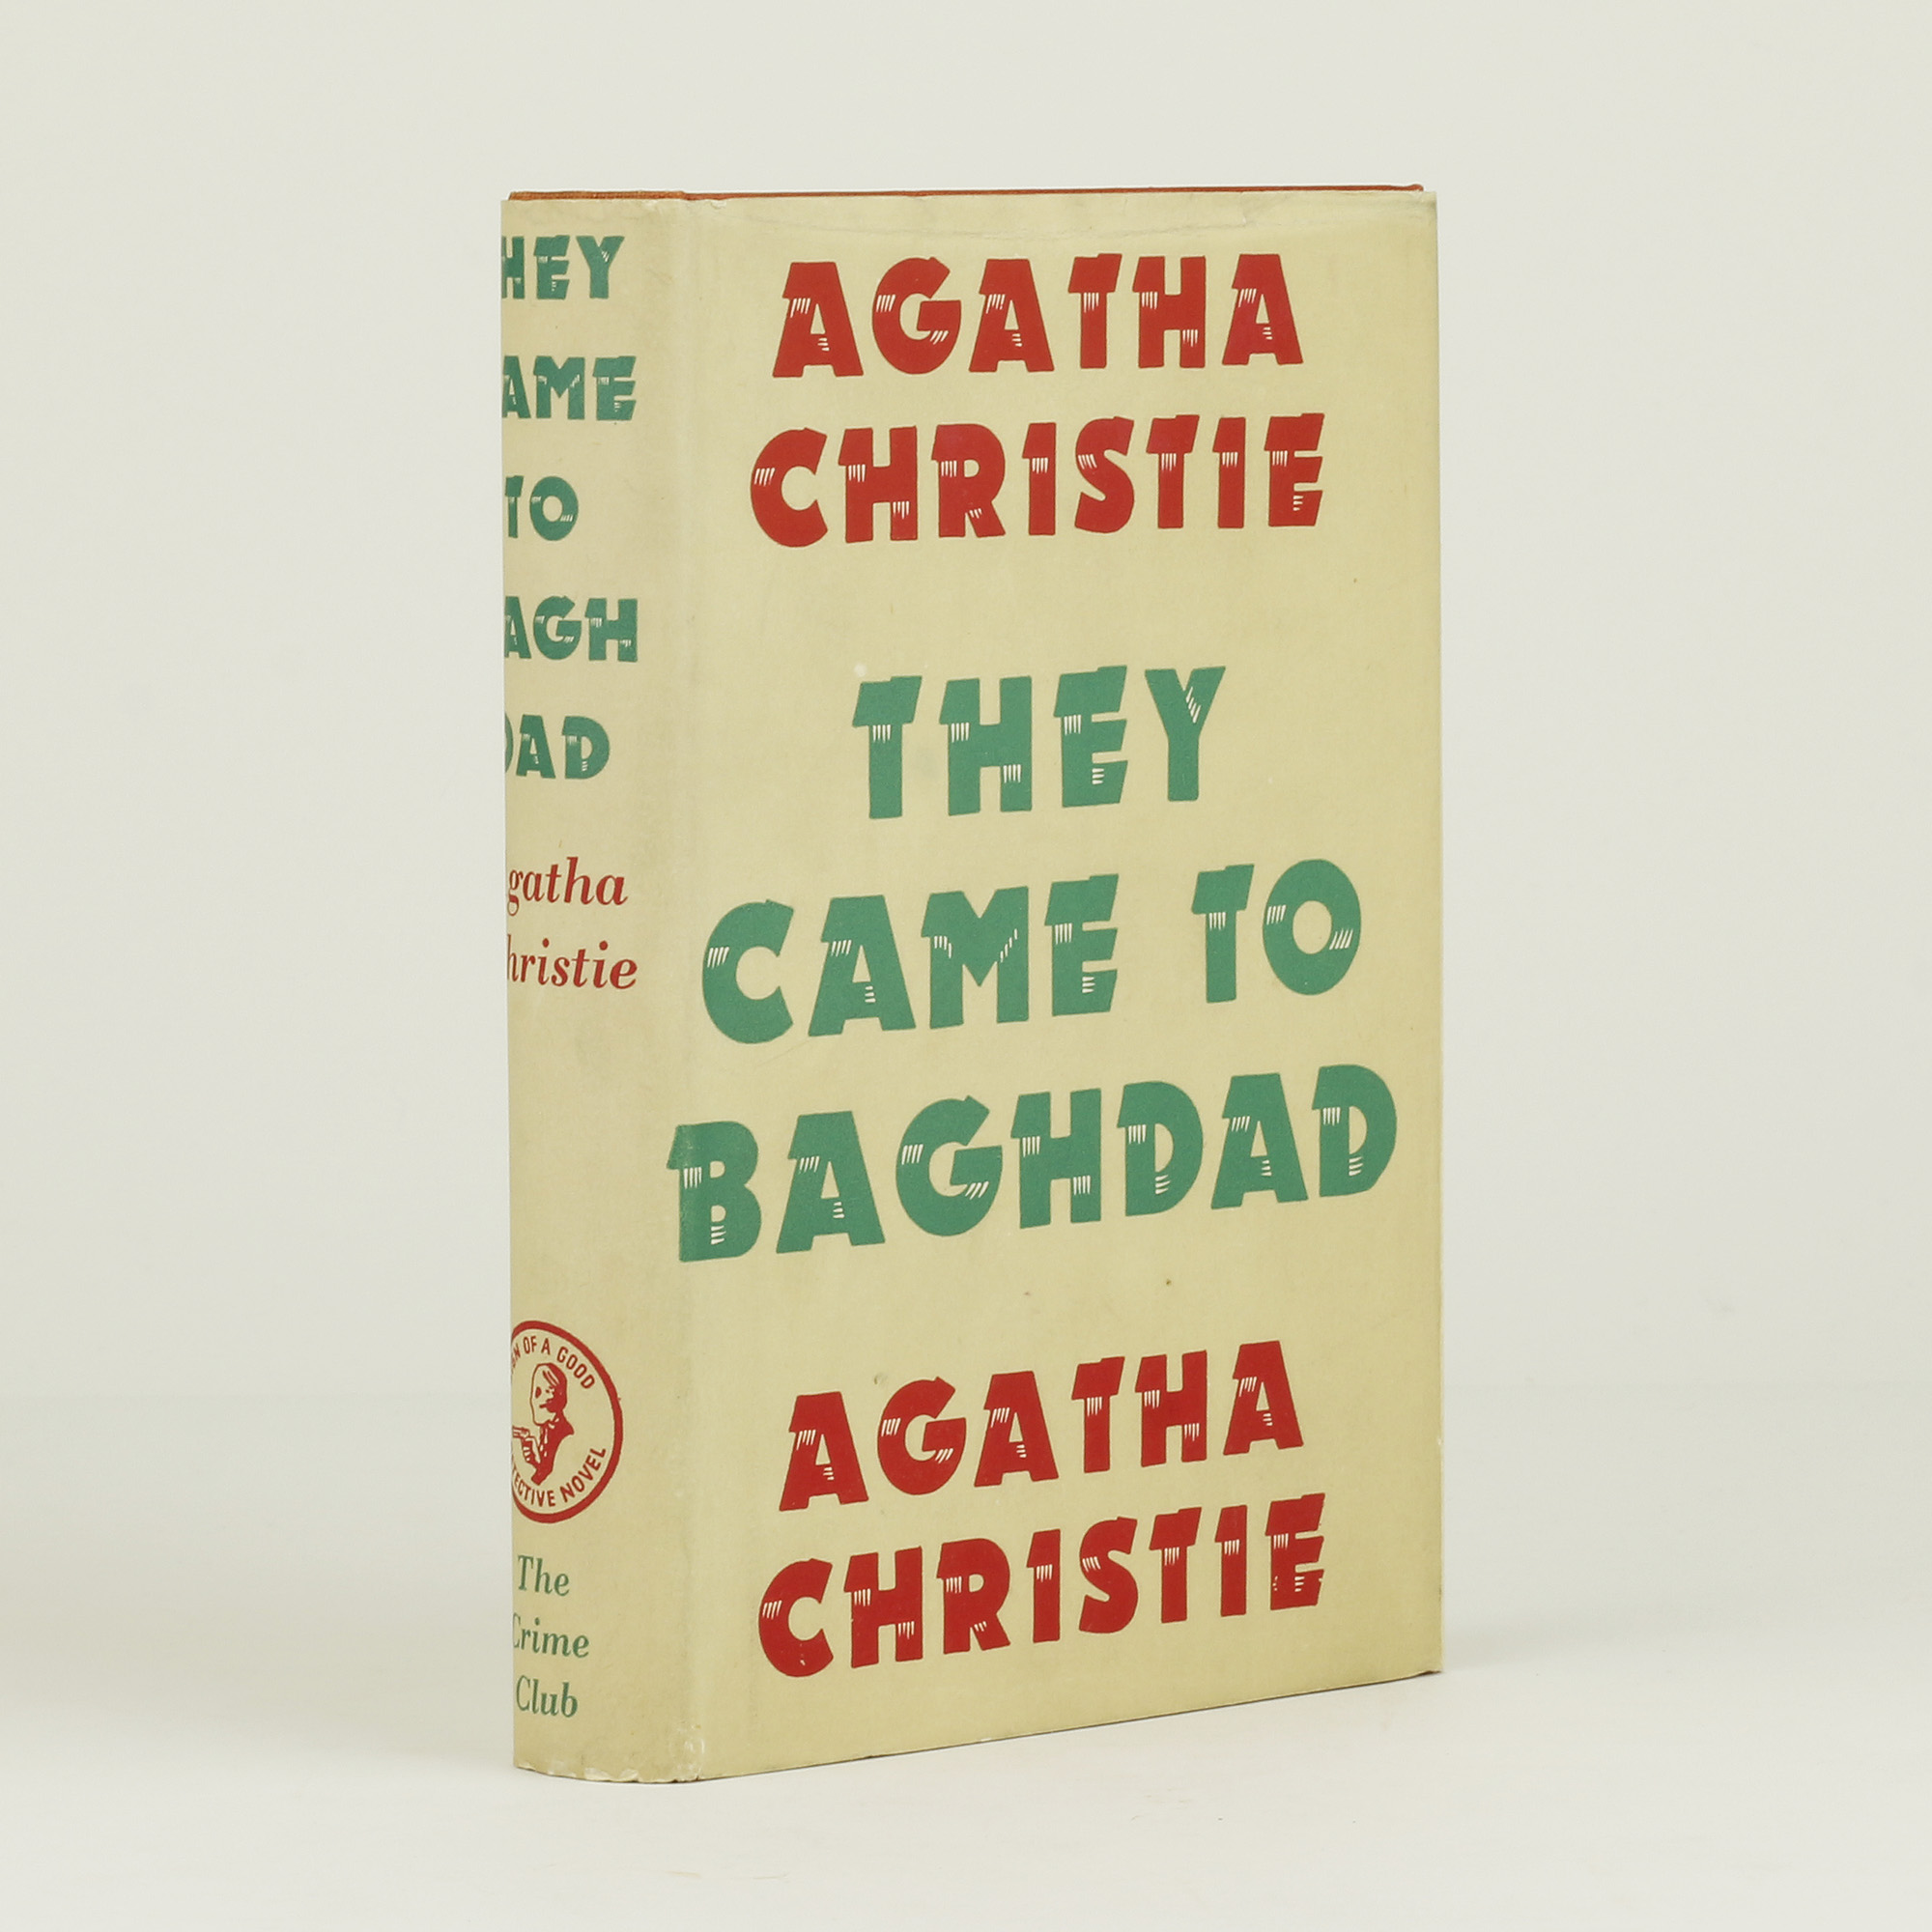 HEY
AME
TO
AGH
DAD
gatha
hristie
GN OF A GOOD
TECTIVE NOVEL
The
Crime
Club
AGATHA
CHRISTIE
THEY
CAME TO
BAGHDAD
AGATHA
CHRISTIE